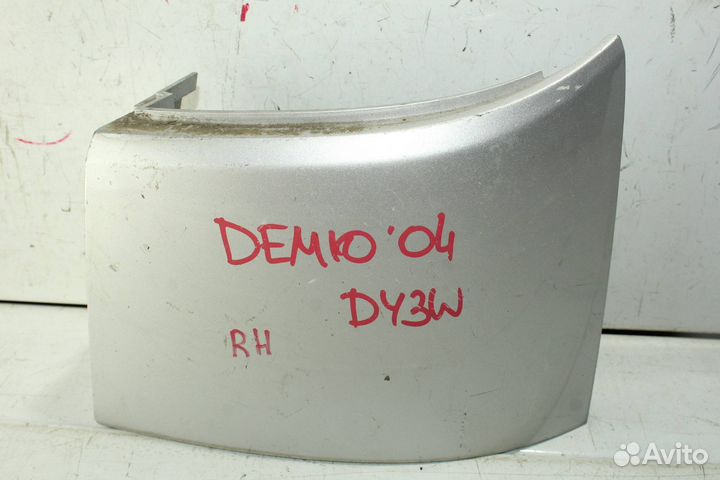 DEMIO '04
DY3W
RH
Avito